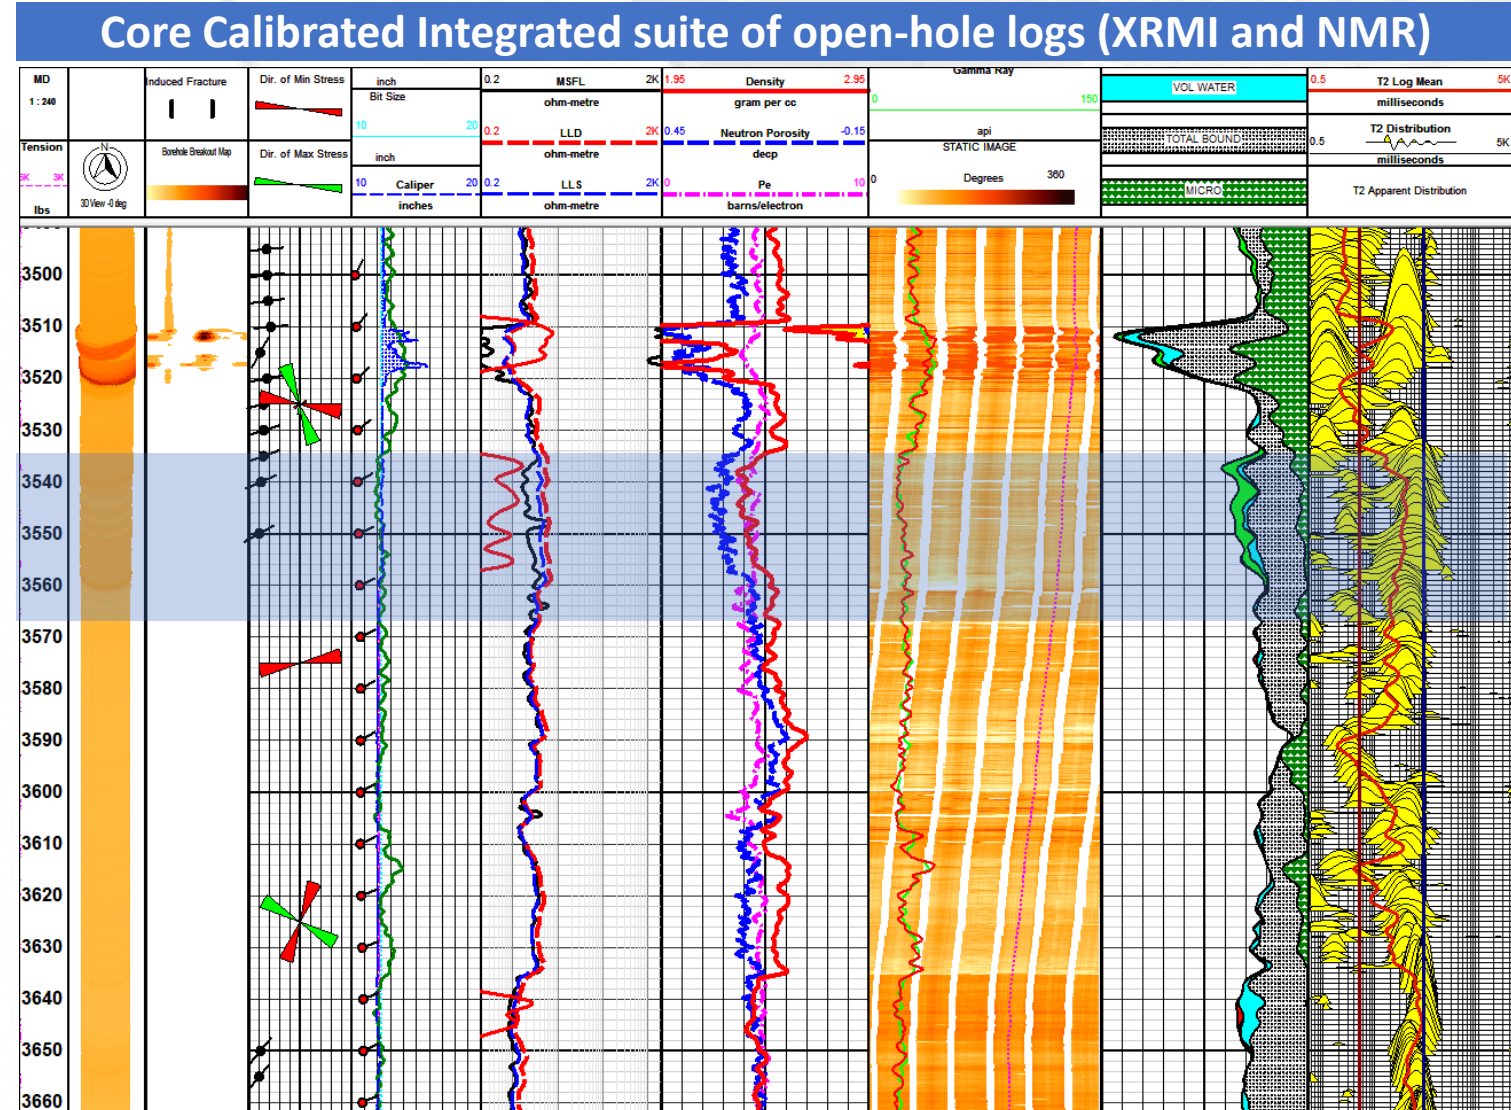 Core Calibrated Integrated suite of open-hole logs (XRMI and NMR)
MD
1 : 240
Tension
3K
lbs
N
3D View -0 deg
Induced Fracture
Borehole Breakout Map
Dir. of Min Stress
Dir. of Max Stress
inch
Bit Size
10 20
inch
10 Caliper 20
inches
0.2 MSFL 2K
ohm-metre
0.2 LLD 2K
ohm-metre
0.2 LLS 2K
ohm-metre
1.95 Density 2.95
gram per cc
0.45 Neutron Porosity -0.15
decp
0 Pe 10
barns/electron
Gamma Ray
0 150
api
STATIC IMAGE
0 Degrees 360
VOL WATER
TOTAL BOUND
MICRO
0.5 T2 Log Mean 5K
milliseconds
T2 Distribution
0.5 5K
milliseconds
T2 Apparent Distribution
3500
3510
3520
3530
3540
3550
3560
3570
3580
3590
3600
3610
3620
3630
3640
3650
3660